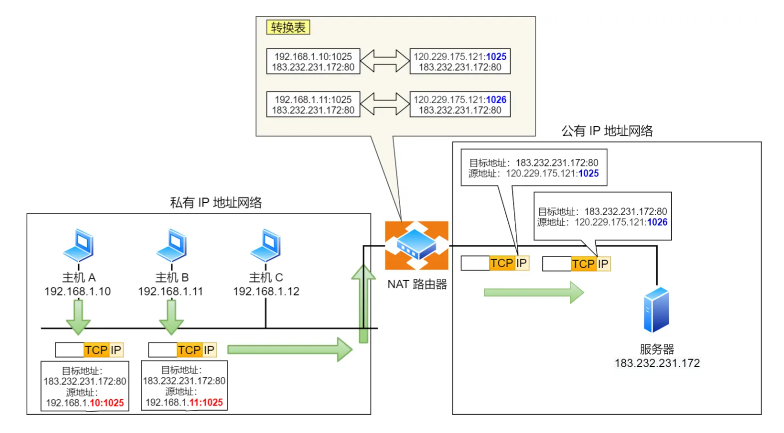 转换表
192.168.1.10:1025
183.232.231.172:80
120.229.175.121:1025
183.232.231.172:80
192.168.1.11:1025
183.232.231.172:80
120.229.175.121:1026
183.232.231.172:80
公有 IP 地址网络
目标地址：183.232.231.172:80
源地址：120.229.175.121:1025
目标地址：183.232.231.172:80
源地址：120.229.175.121:1026
私有 IP 地址网络
主机 A
192.168.1.10
主机 B
192.168.1.11
主机 C
192.168.1.12
NAT 路由器
TCP IP
TCP IP
服务器
183.232.231.172
TCP IP
TCP IP
目标地址：
183.232.231.172:80
源地址：
192.168.1.10:1025
目标地址：
183.232.231.172:80
源地址：
192.168.1.11:1025